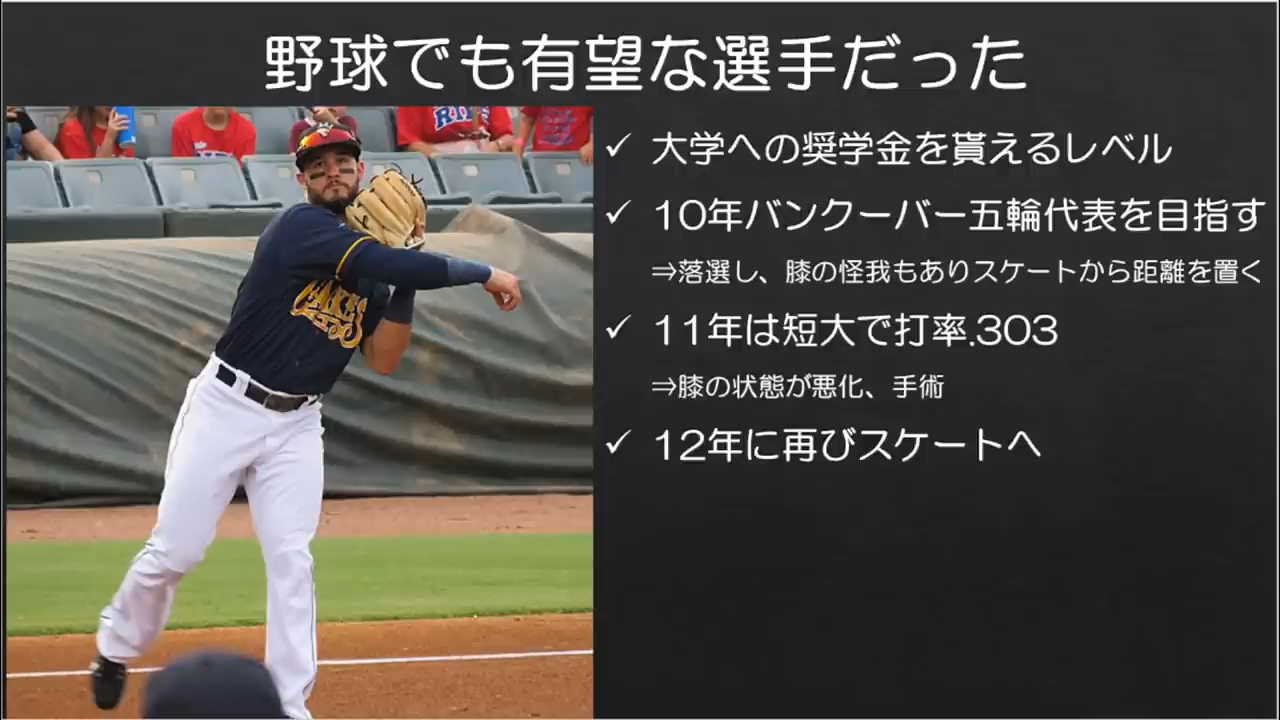 野球でも有望な選手だった
✓ 大学への奨学金を貰えるレベル
✓ 10年バンクーバー五輪代表を目指す
⇒落選し、膝の怪我もありスケートから距離を置く
✓ 11年は短大で打率.303
⇒膝の状態が悪化、手術
✓ 12年に再びスケートへ